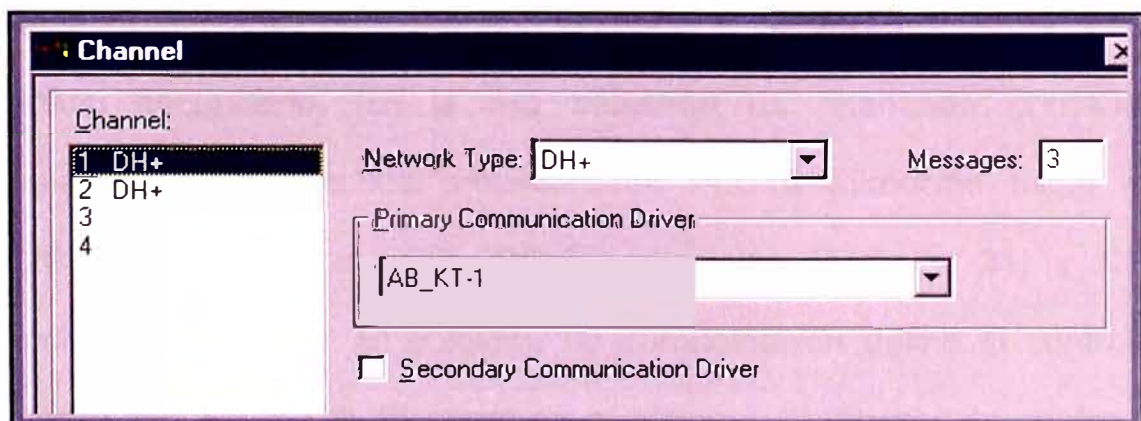 Channel
Channel:
1 DH+
2 DH+
3
4
Network Type: DH+
Messages: 3
Primary Communication Driver
AB_KT-1
Secondary Communication Driver